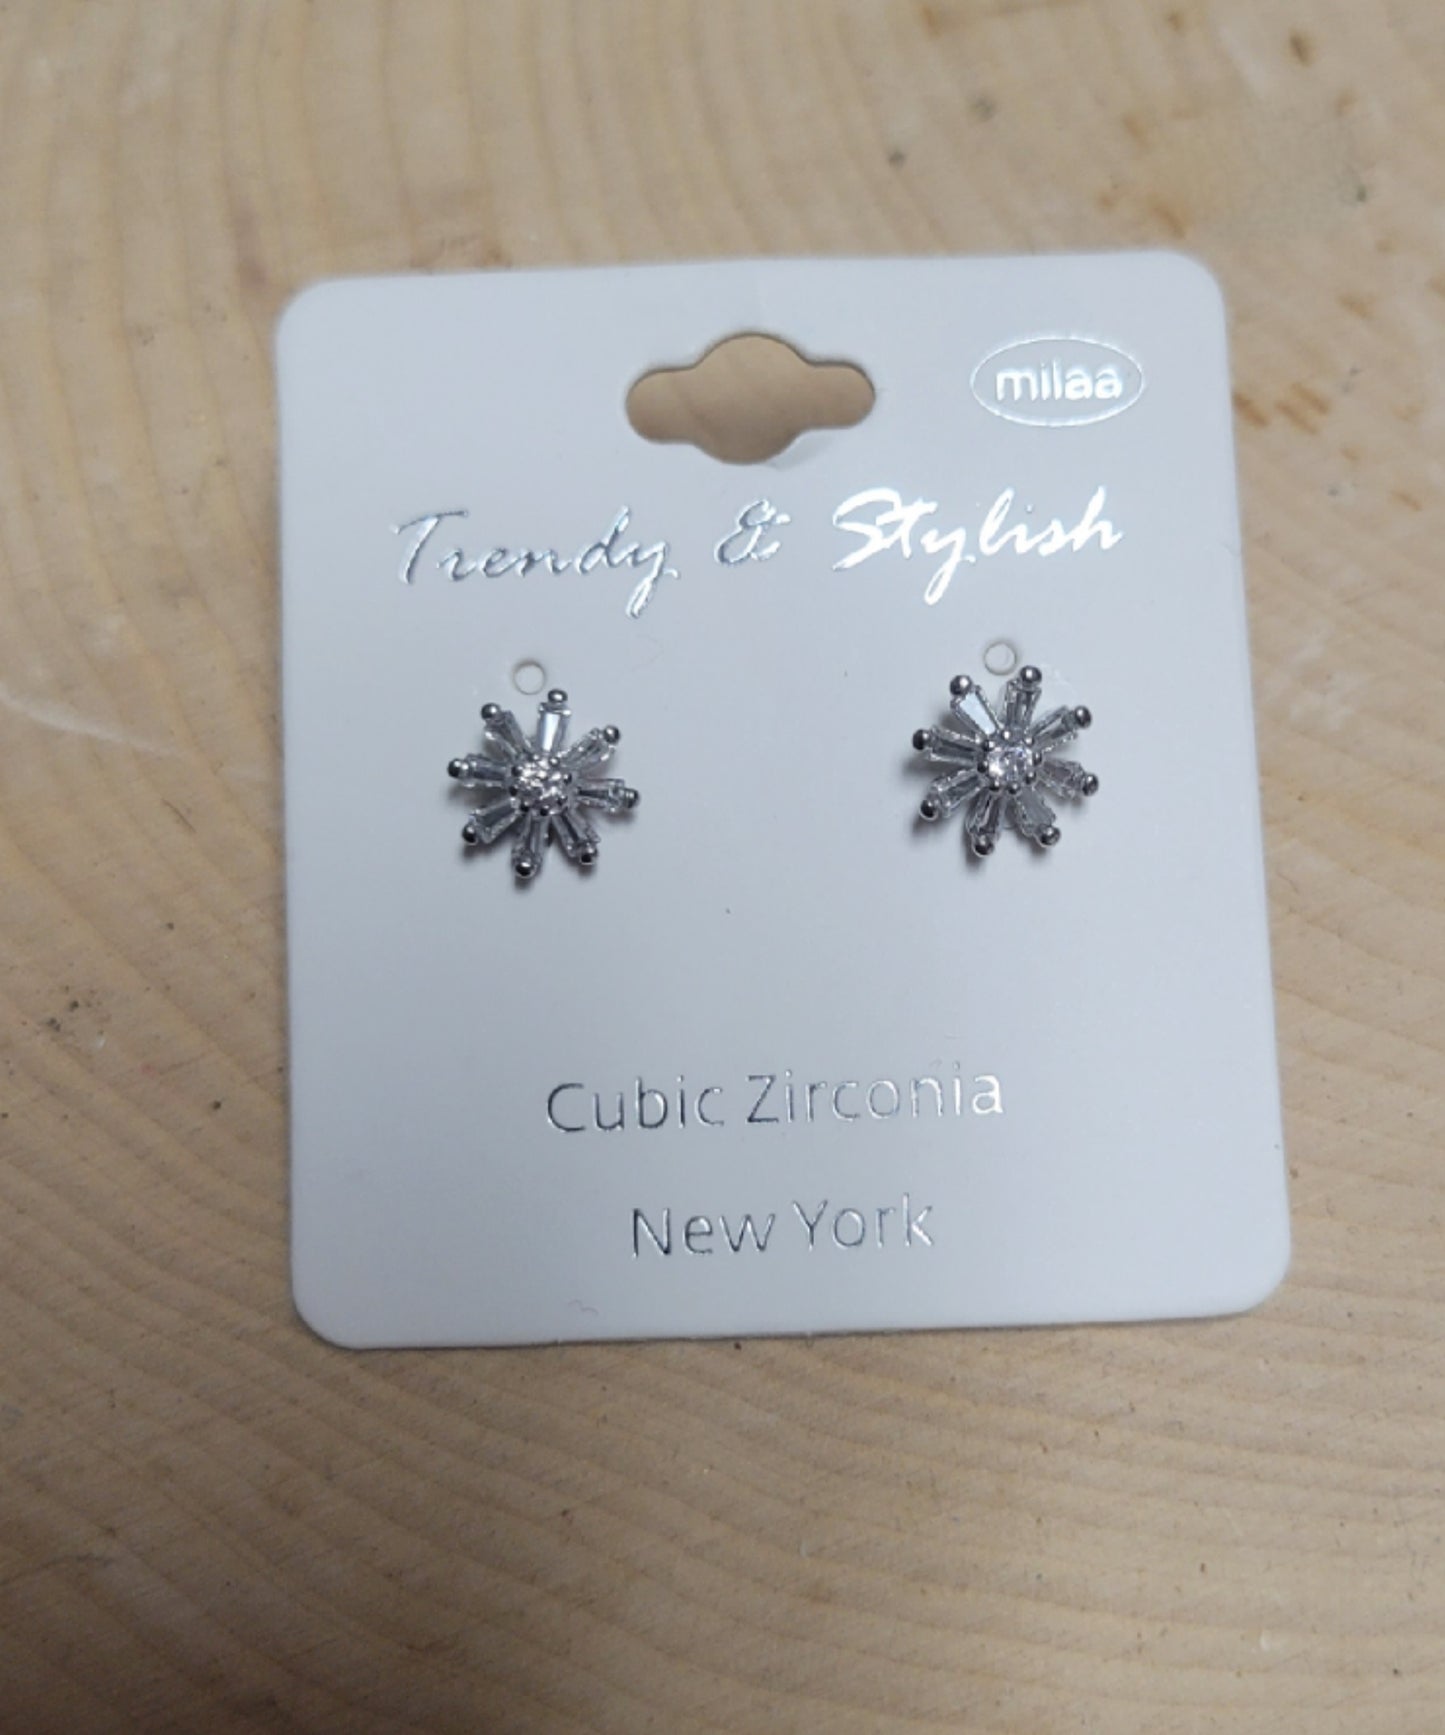 milaa
Trendy & Stylish
Cubic Zirconia
New York